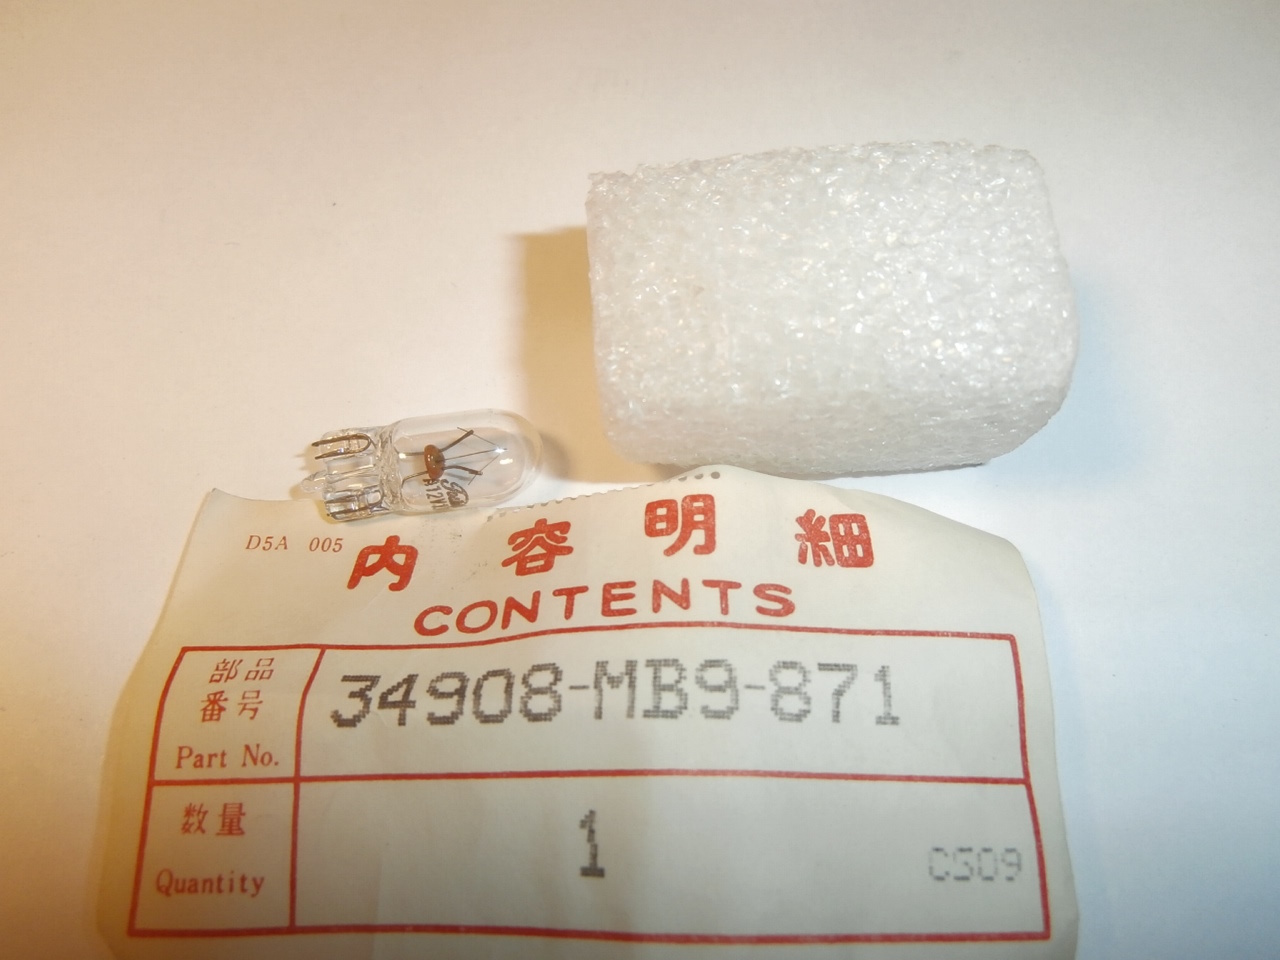 D5A 005
内容明細
CONTENTS
部品
番号
Part No.
34908-MB9-871
数量
Quantity
1
C509